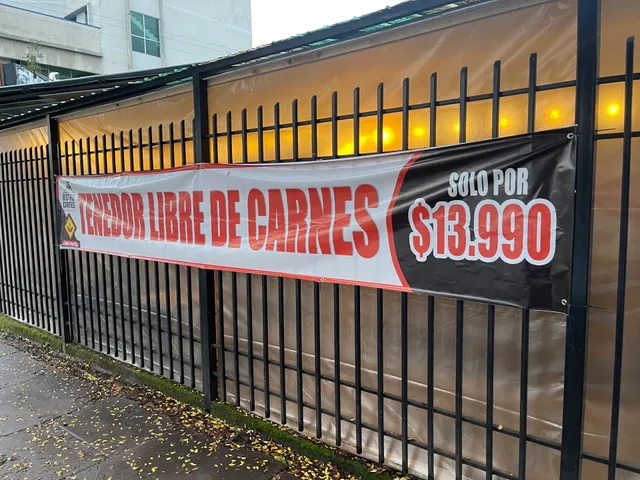 TENEDOR LIBRE DE CARNES
SOLO POR
$13.990